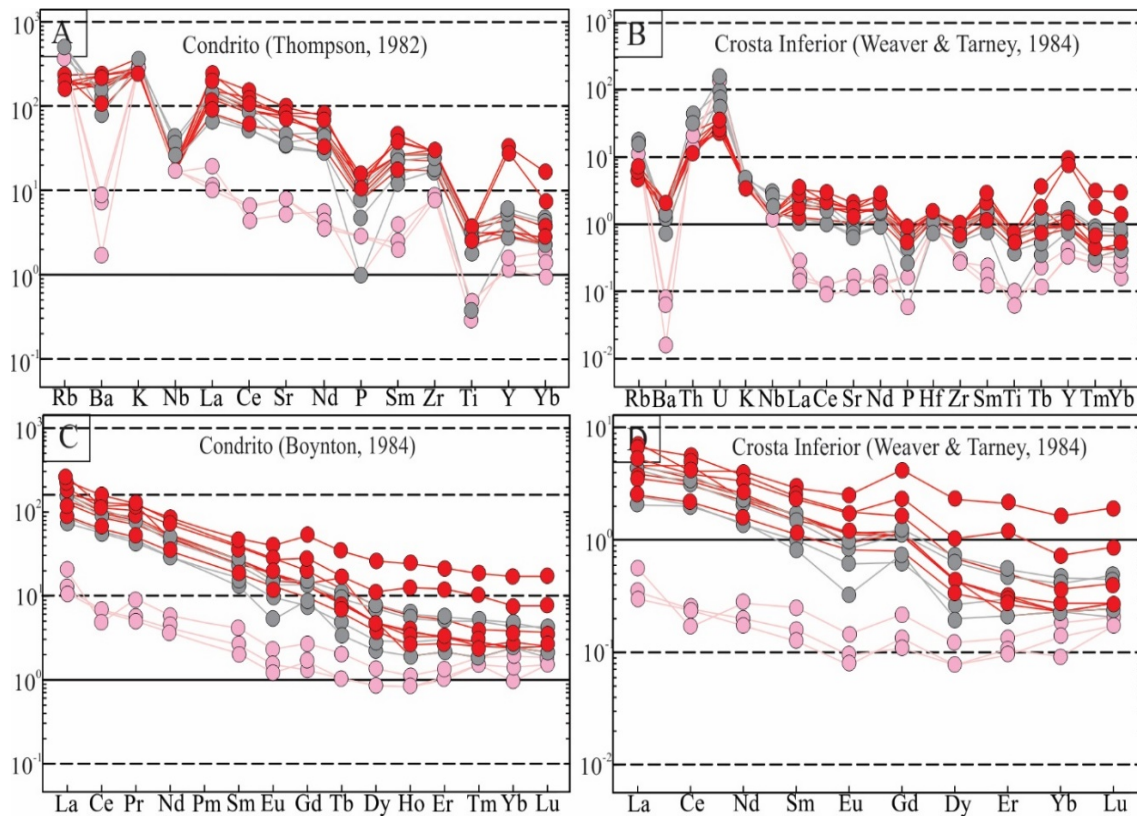 A
Condrito (Thompson, 1982)
10³
10²
10¹
10⁰
10⁻¹
Rb Ba K Nb La Ce Sr Nd P Sm Zr Ti Y Yb
B
Crosta Inferior (Weaver & Tarney, 1984)
10³
10²
10¹
10⁰
10⁻¹
10⁻²
Rb Ba Th U K Nb La Ce Sr Nd P Hf Zr Sm Ti Tb Y Tm Yb
C
Condrito (Boynton, 1984)
10³
10²
10¹
10⁰
10⁻¹
La Ce Pr Nd Pm Sm Eu Gd Tb Dy Ho Er Tm Yb Lu
D
Crosta Inferior (Weaver & Tarney, 1984)
10¹
10⁰
10⁻¹
10⁻²
La Ce Nd Sm Eu Gd Dy Er Yb Lu